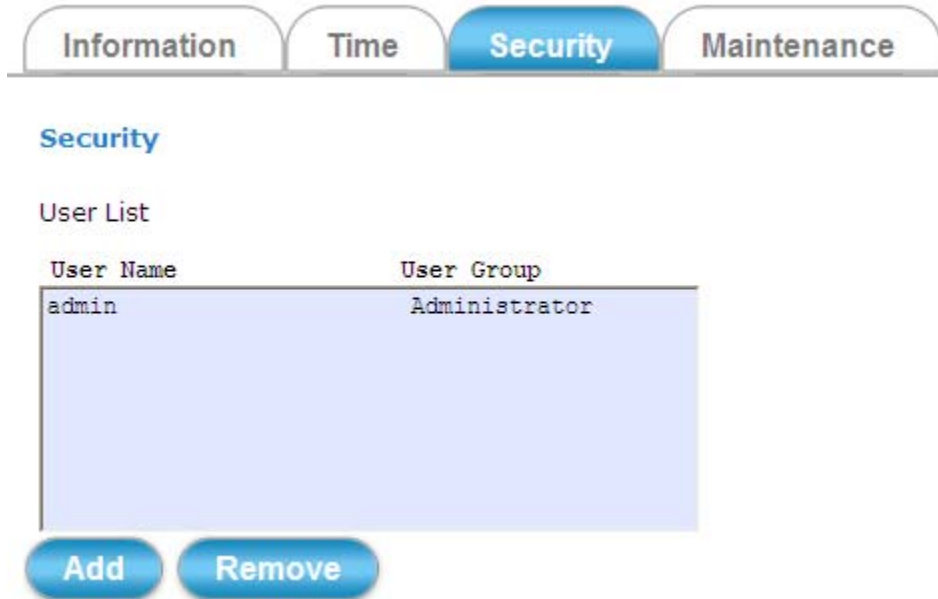 Information Time Security Maintenance
Security
User List
User Name User Group
admin Administrator
Add Remove